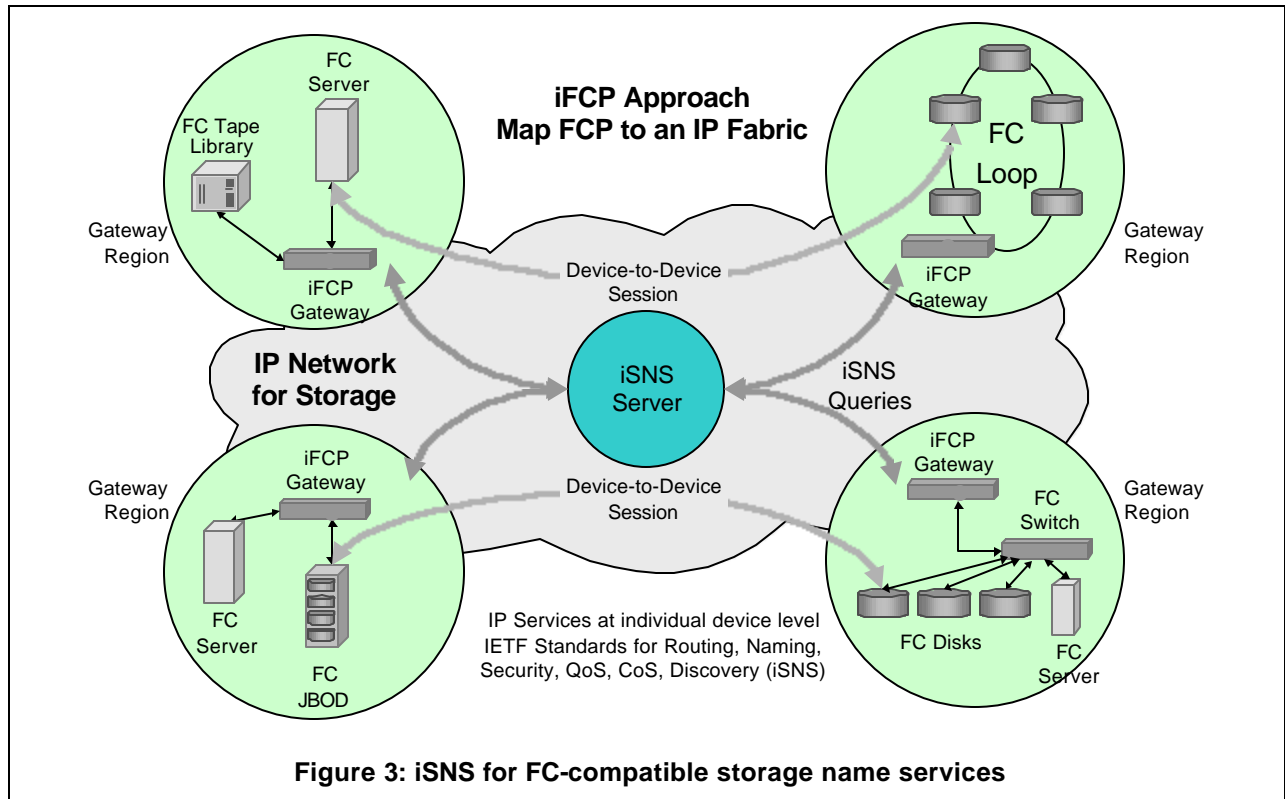 FC
Server
iFCP Approach
Map FCP to an IP Fabric
FC Tape
Library
FC
Loop
Gateway
Region
Gateway
Region
iFCP
Gateway
Device-to-Device
Session
iFCP
Gateway
IP Network
for Storage
iSNS
Server
iSNS
Queries
iFCP
Gateway
iFCP
Gateway
Gateway
Region
Device-to-Device
Session
Gateway
Region
FC
Switch
FC
Server
FC
JBOD
IP Services at individual device level
IETF Standards for Routing, Naming,
Security, QoS, CoS, Discovery (iSNS)
FC Disks
FC
Server
Figure 3: iSNS for FC-compatible storage name services